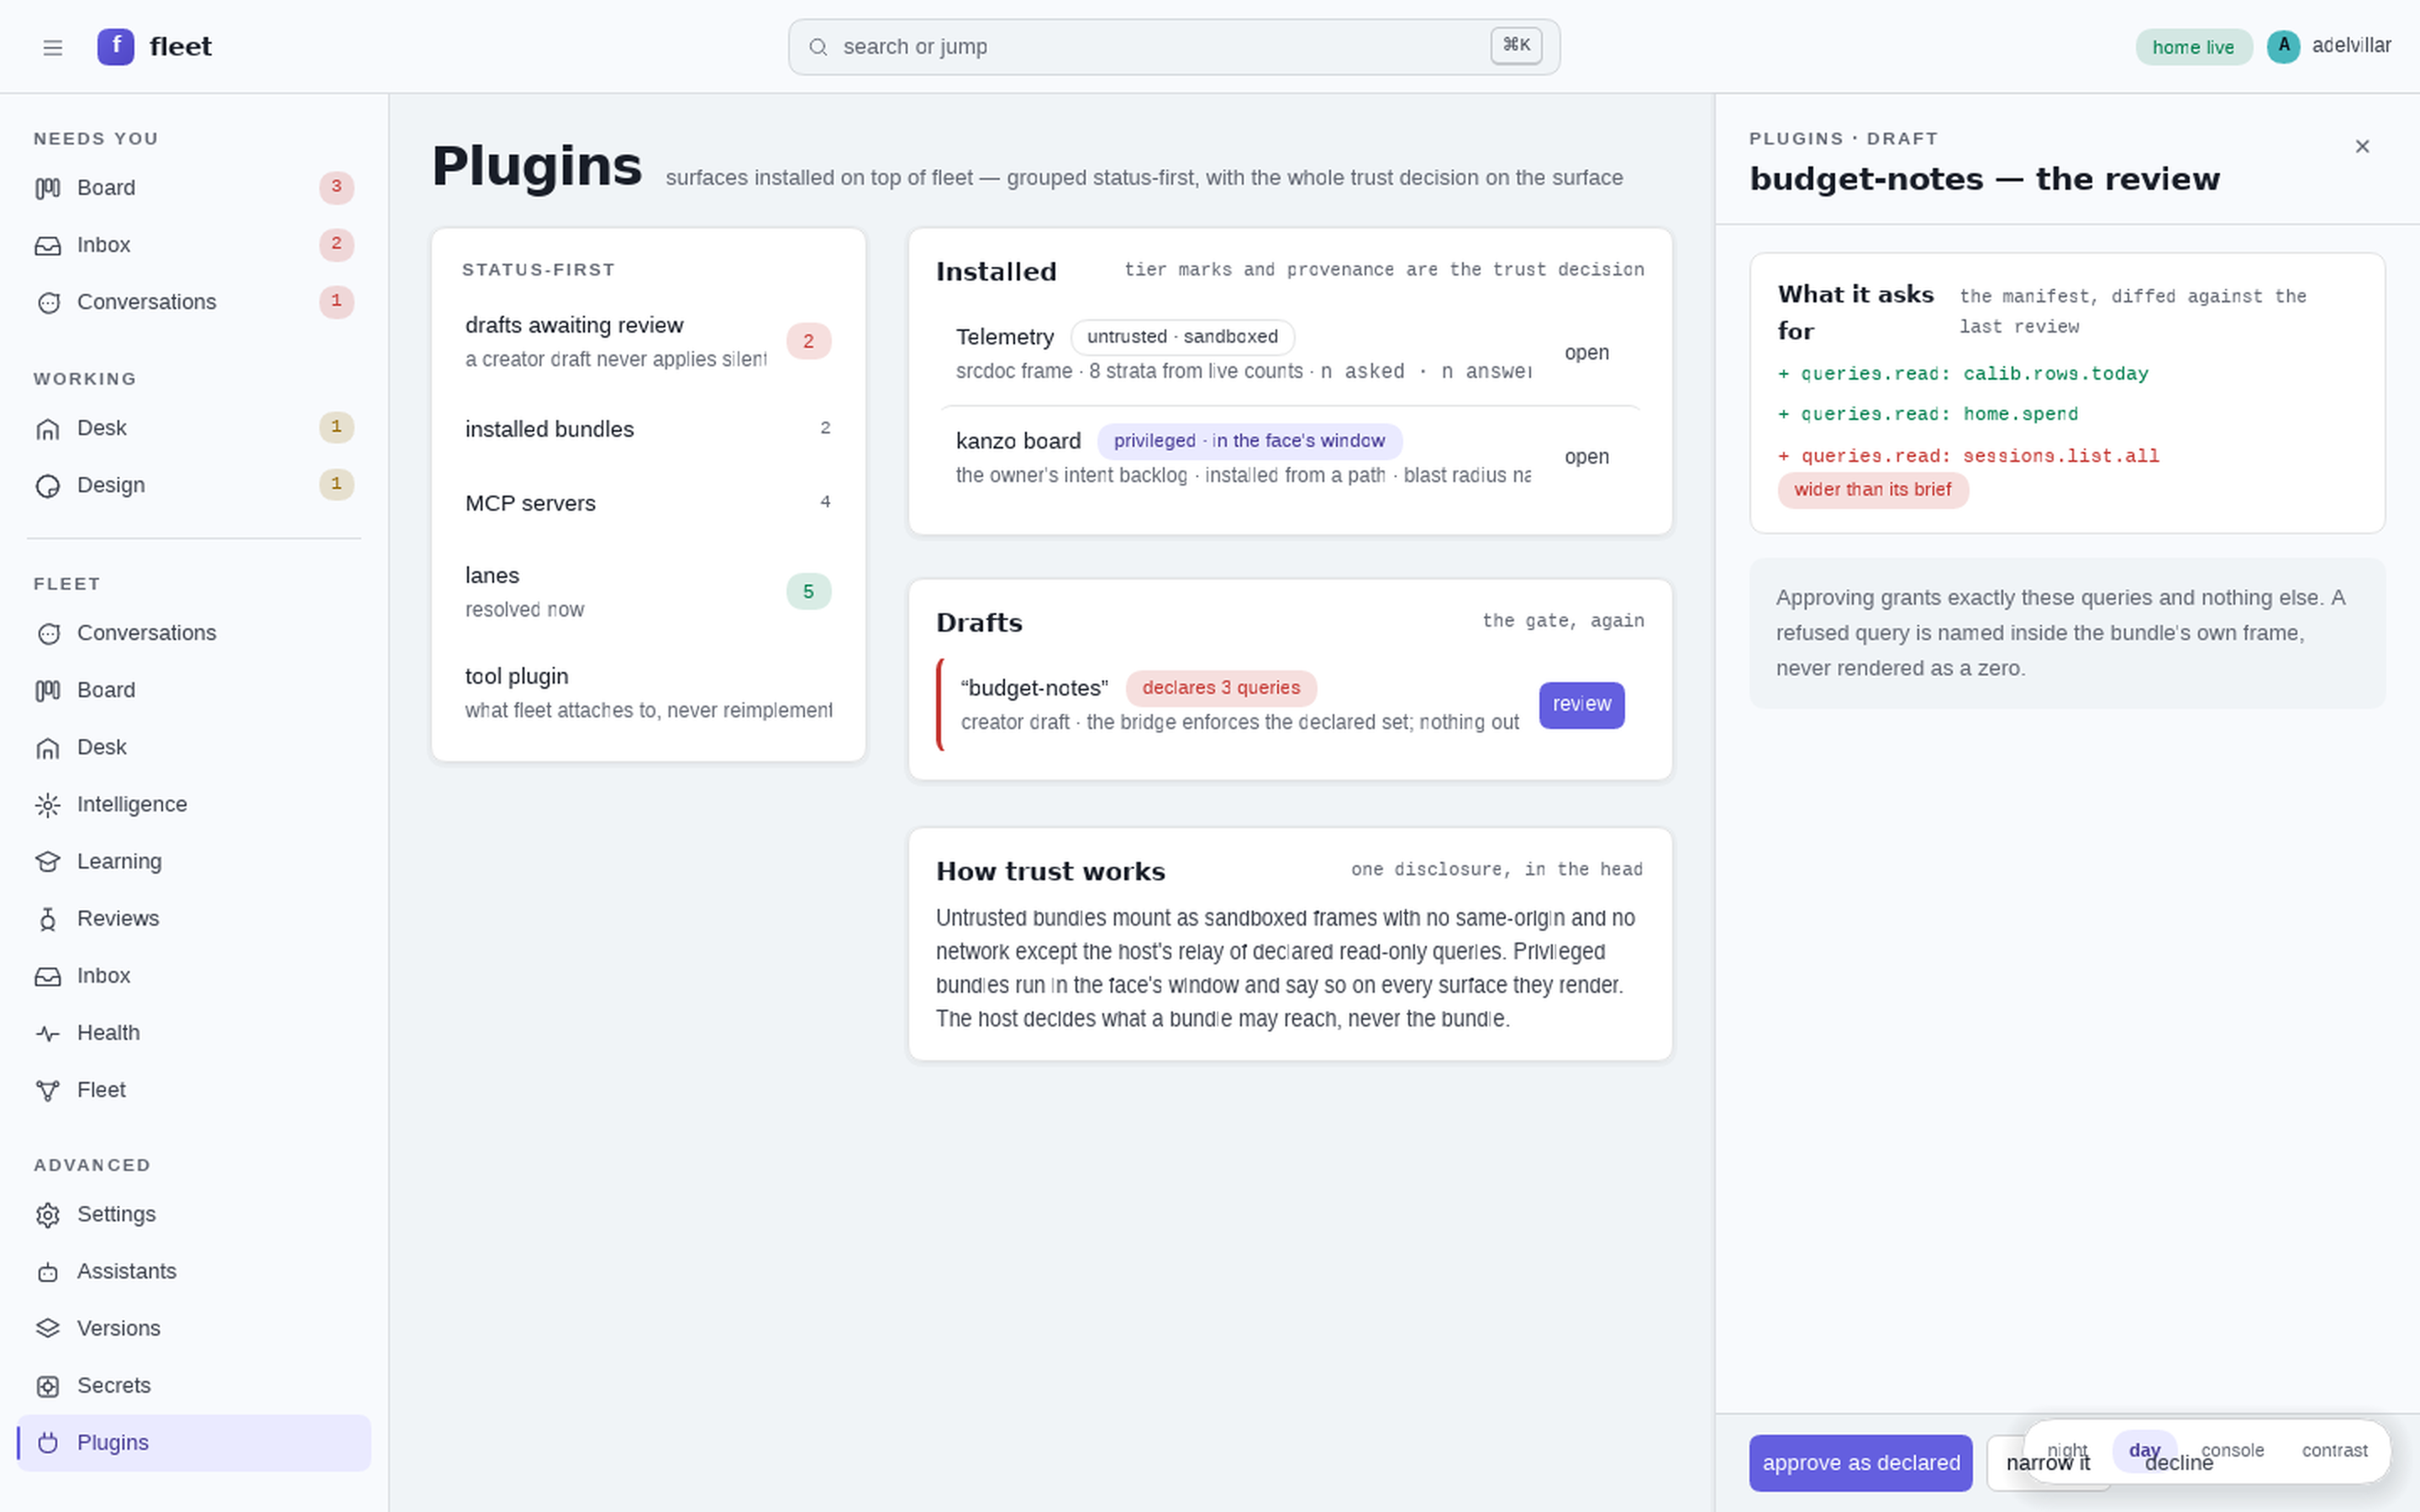 f fleet
search or jump ⌘K
home live A adelvillar
NEEDS YOU
Board 3
Inbox 2
Conversations 1
WORKING
Desk 1
Design 1
FLEET
Conversations
Board
Desk
Intelligence
Learning
Reviews
Inbox
Health
Fleet
ADVANCED
Settings
Assistants
Versions
Secrets
Plugins
Plugins surfaces installed on top of fleet — grouped status-first, with the whole trust decision on the surface
STATUS-FIRST
drafts awaiting review 2
a creator draft never applies silent
installed bundles 2
MCP servers 4
lanes 5
resolved now
tool plugin
what fleet attaches to, never reimplement
Installed tier marks and provenance are the trust decision
Telemetry untrusted · sandboxed
srcdoc frame · 8 strata from live counts · n asked · n answer
open
kanzo board privileged · in the face's window
the owner's intent backlog · installed from a path · blast radius na
open
Drafts the gate, again
“budget-notes” declares 3 queries
creator draft · the bridge enforces the declared set; nothing out
review
How trust works one disclosure, in the head
Untrusted bundles mount as sandboxed frames with no same-origin and no
network except the host's relay of declared read-only queries. Privileged
bundles run in the face's window and say so on every surface they render.
The host decides what a bundle may reach, never the bundle.
PLUGINS · DRAFT
budget-notes — the review
×
What it asks for
the manifest, diffed against the
last review
+ queries.read: calib.rows.today
+ queries.read: home.spend
+ queries.read: sessions.list.all
wider than its brief
Approving grants exactly these queries and nothing else. A
refused query is named inside the bundle's own frame,
never rendered as a zero.
approve as declared narrow it decline
night day console contrast